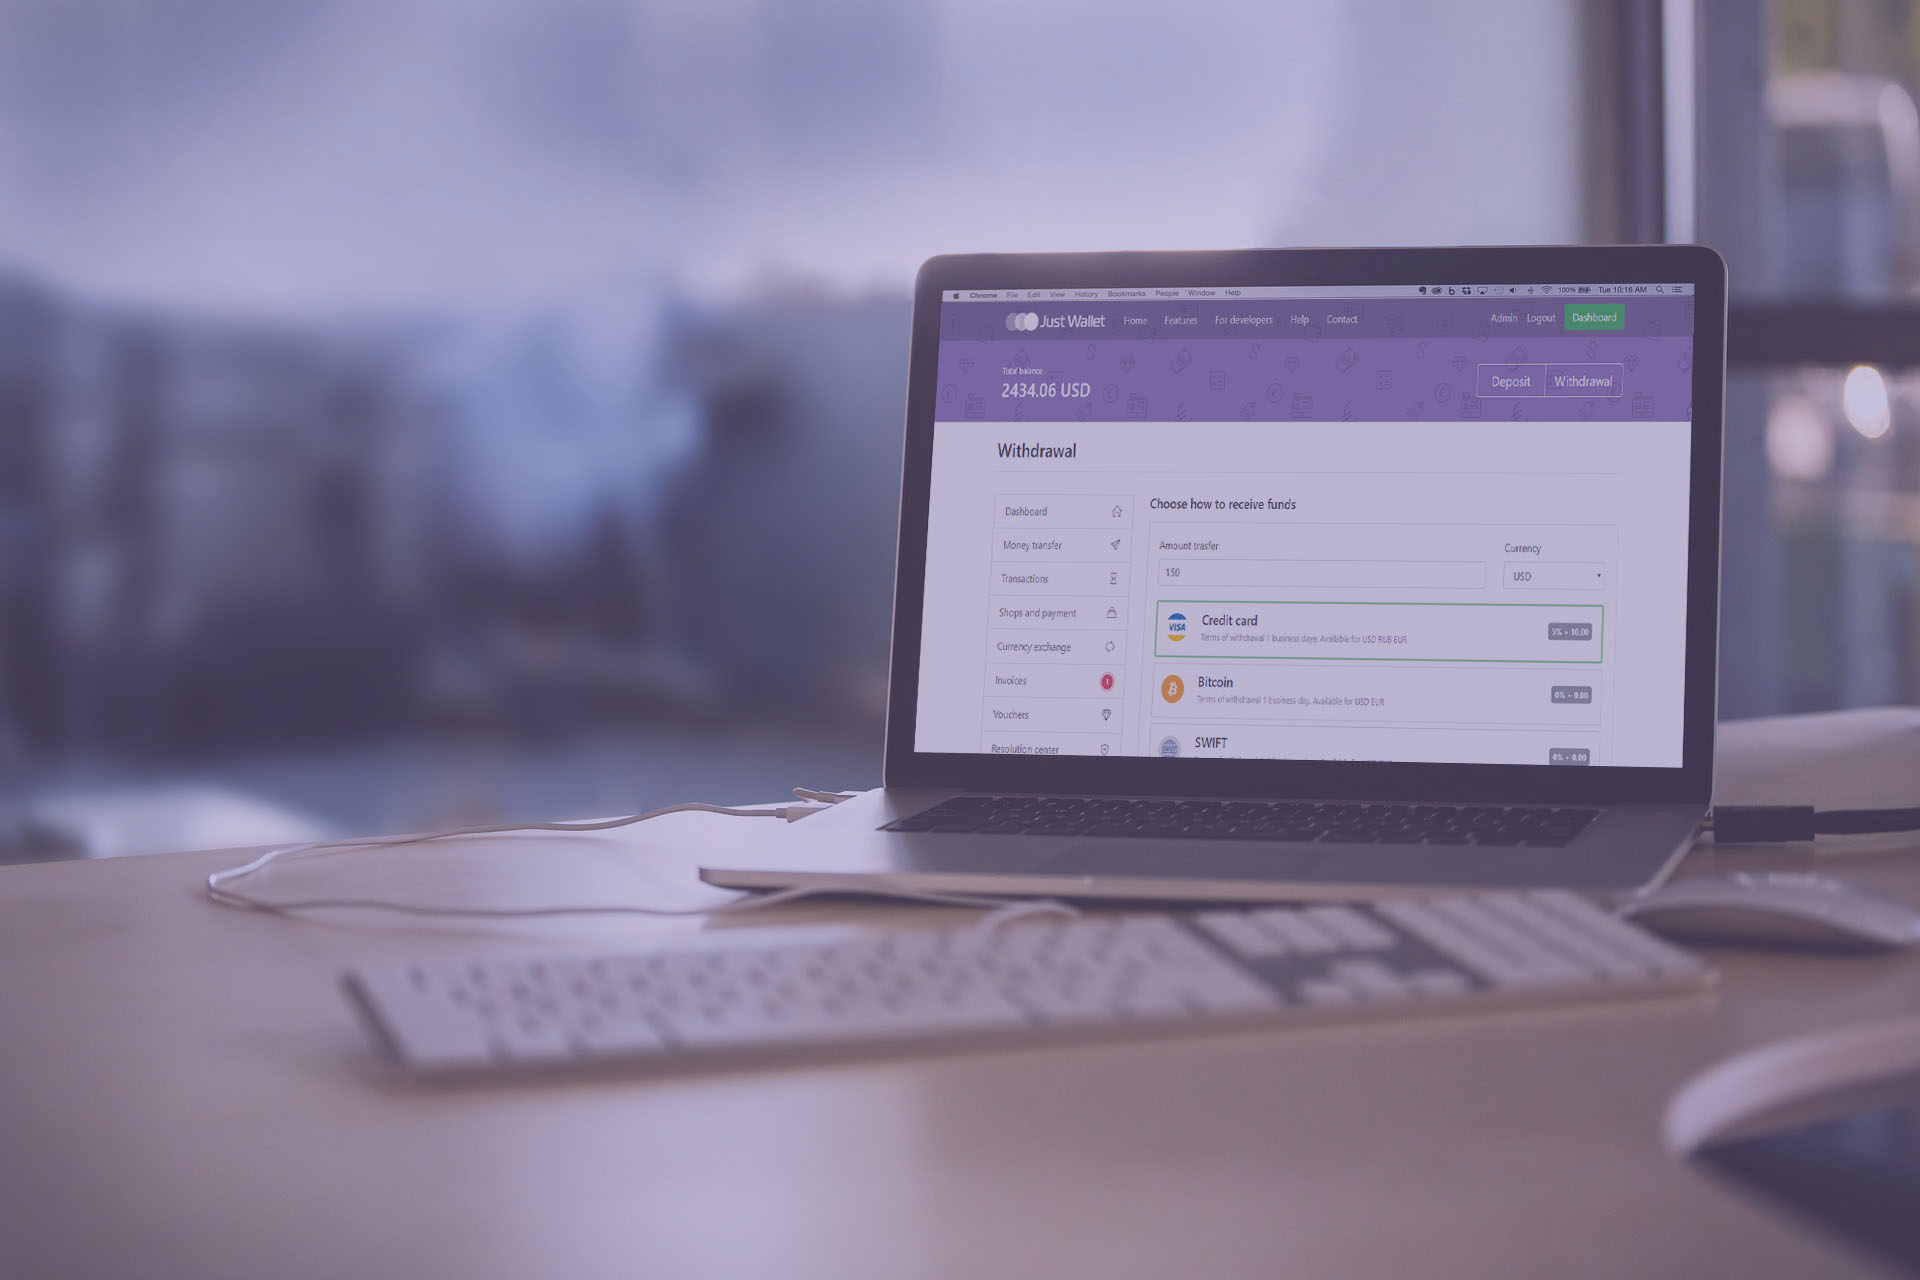 Chrome File Edit View History Bookmarks People Window Help 100% Tue 10:16 AM
Just Wallet Home Features For developers Help Contact Admin Logout Dashboard
Total balance
2434.06 USD
Deposit Withdrawal
Withdrawal
Dashboard
Money transfer
Transactions
Shops and payment
Currency exchange
Invoices 1
Vouchers
Resolution center
Choose how to receive funds
Amount trasfer
Currency
150
USD
VISA
Credit card
Terms of withdrawal 1 business daye. Available for USD RUB EUR
5% + 10.00
Bitcoin
Terms of withdrawal 1 business day. Available for USD EUR
0% + 0.00
SWIFT
0% + 0.00